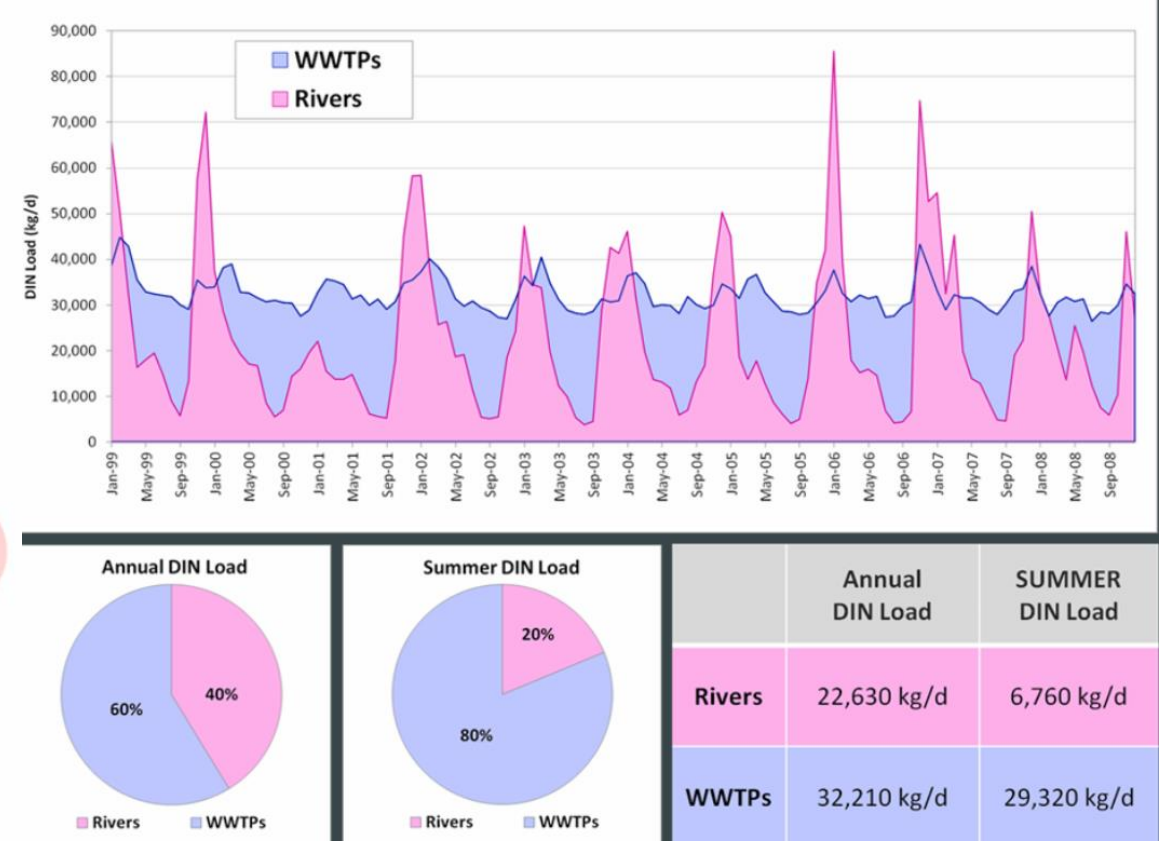 90,000
80,000
70,000
60,000
50,000
40,000
30,000
20,000
10,000
0
DIN Load (kg/d)
WWTPs
Rivers
Jan-99
May-99
Sep-99
Jan-00
May-00
Sep-00
Jan-01
May-01
Sep-01
Jan-02
May-02
Sep-02
Jan-03
May-03
Sep-03
Jan-04
May-04
Sep-04
Jan-05
May-05
Sep-05
Jan-06
May-06
Sep-06
Jan-07
May-07
Sep-07
Jan-08
May-08
Sep-08
Annual DIN Load
40%
60%
Rivers WWTPs
Summer DIN Load
20%
80%
Rivers WWTPs
Annual SUMMER
DIN Load DIN Load
Rivers 22,630 kg/d 6,760 kg/d
WWTPs 32,210 kg/d 29,320 kg/d